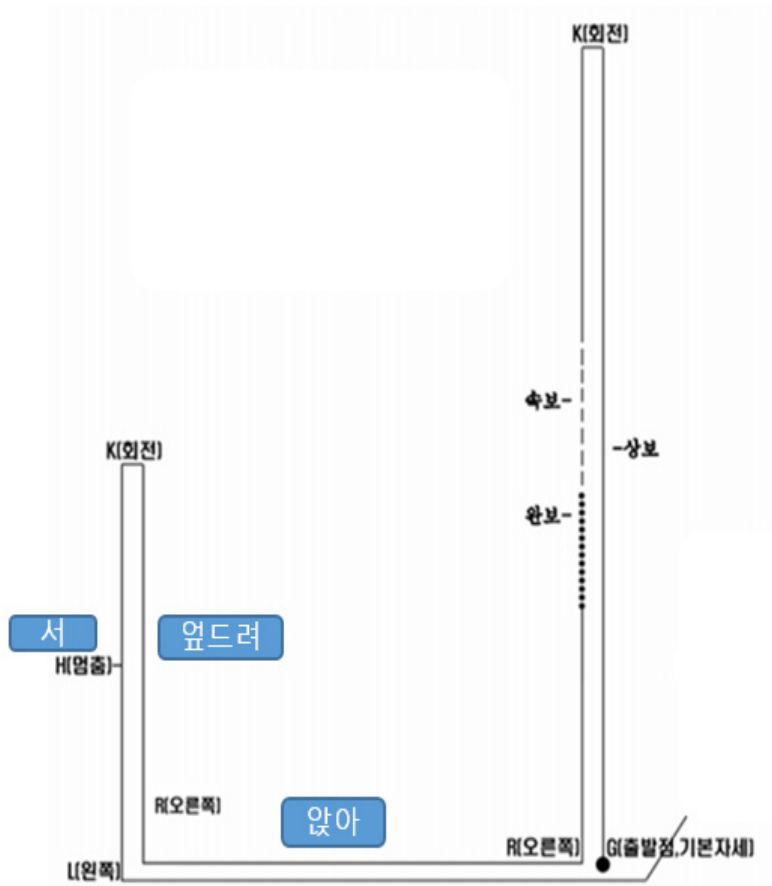 K(회전)
속보-
-상보
K(회전)
완보-
서
엎드려
H(멈춤)-
R(오른쪽)
앉아
R(오른쪽)
G(출발점,기본자세)
L(왼쪽)